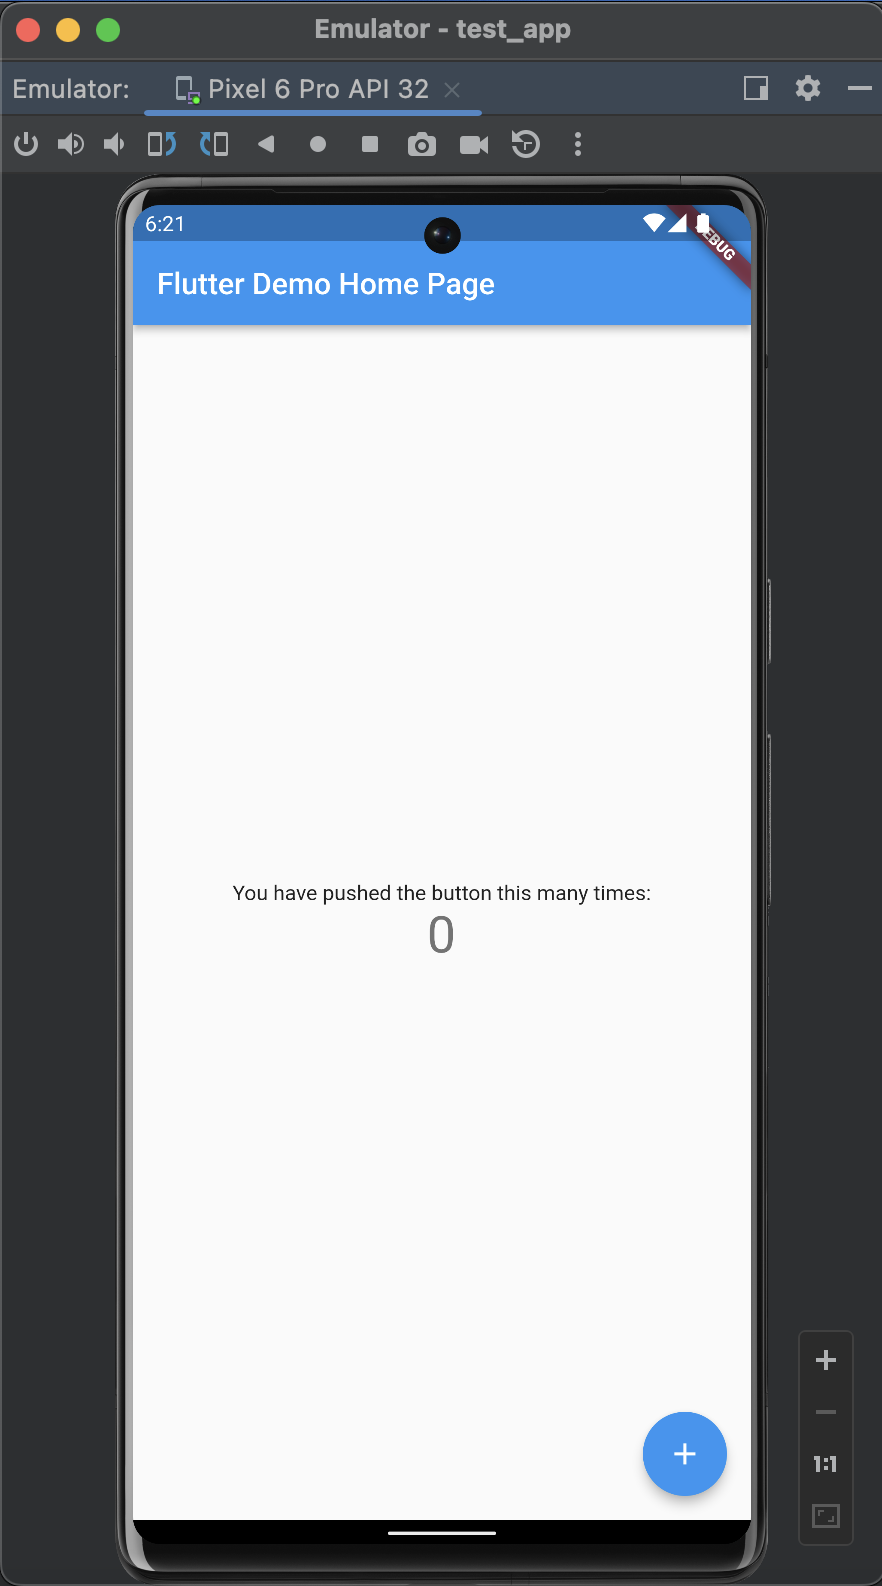 Emulator - test_app
Emulator:
Pixel 6 Pro API 32
6:21
Flutter Demo Home Page
You have pushed the button this many times:
0
1:1